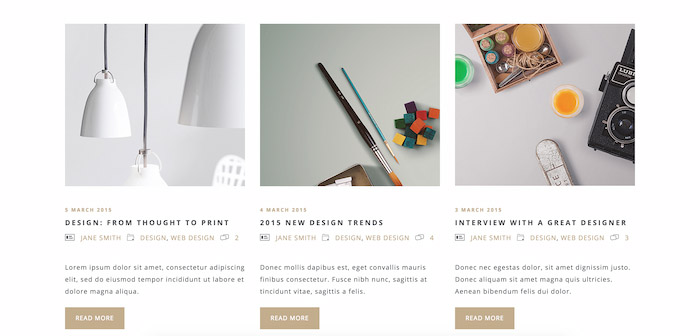 5 MARCH 2015
DESIGN: FROM THOUGHT TO PRINT
JANE SMITH DESIGN, WEB DESIGN 2
Lorem ipsum dolor sit amet, consectetur adipiscing
elit, sed do eiusmod tempor incididunt ut labore et
dolore magna aliqua.
READ MORE
4 MARCH 2015
2015 NEW DESIGN TRENDS
JANE SMITH DESIGN, WEB DESIGN 4
Donec mollis dapibus est, eget convallis mauris
finibus consectetur. Fusce nibh nunc, sagittis at
tincidunt vitae, sagittis a felis.
READ MORE
3 MARCH 2015
INTERVIEW WITH A GREAT DESIGNER
JANE SMITH DESIGN, WEB DESIGN 3
Donec nec egestas dolor, sit amet dignissim justo.
Donec aliquam sit amet magna quis ultricies.
Aenean bibendum felis dui dolor.
READ MORE